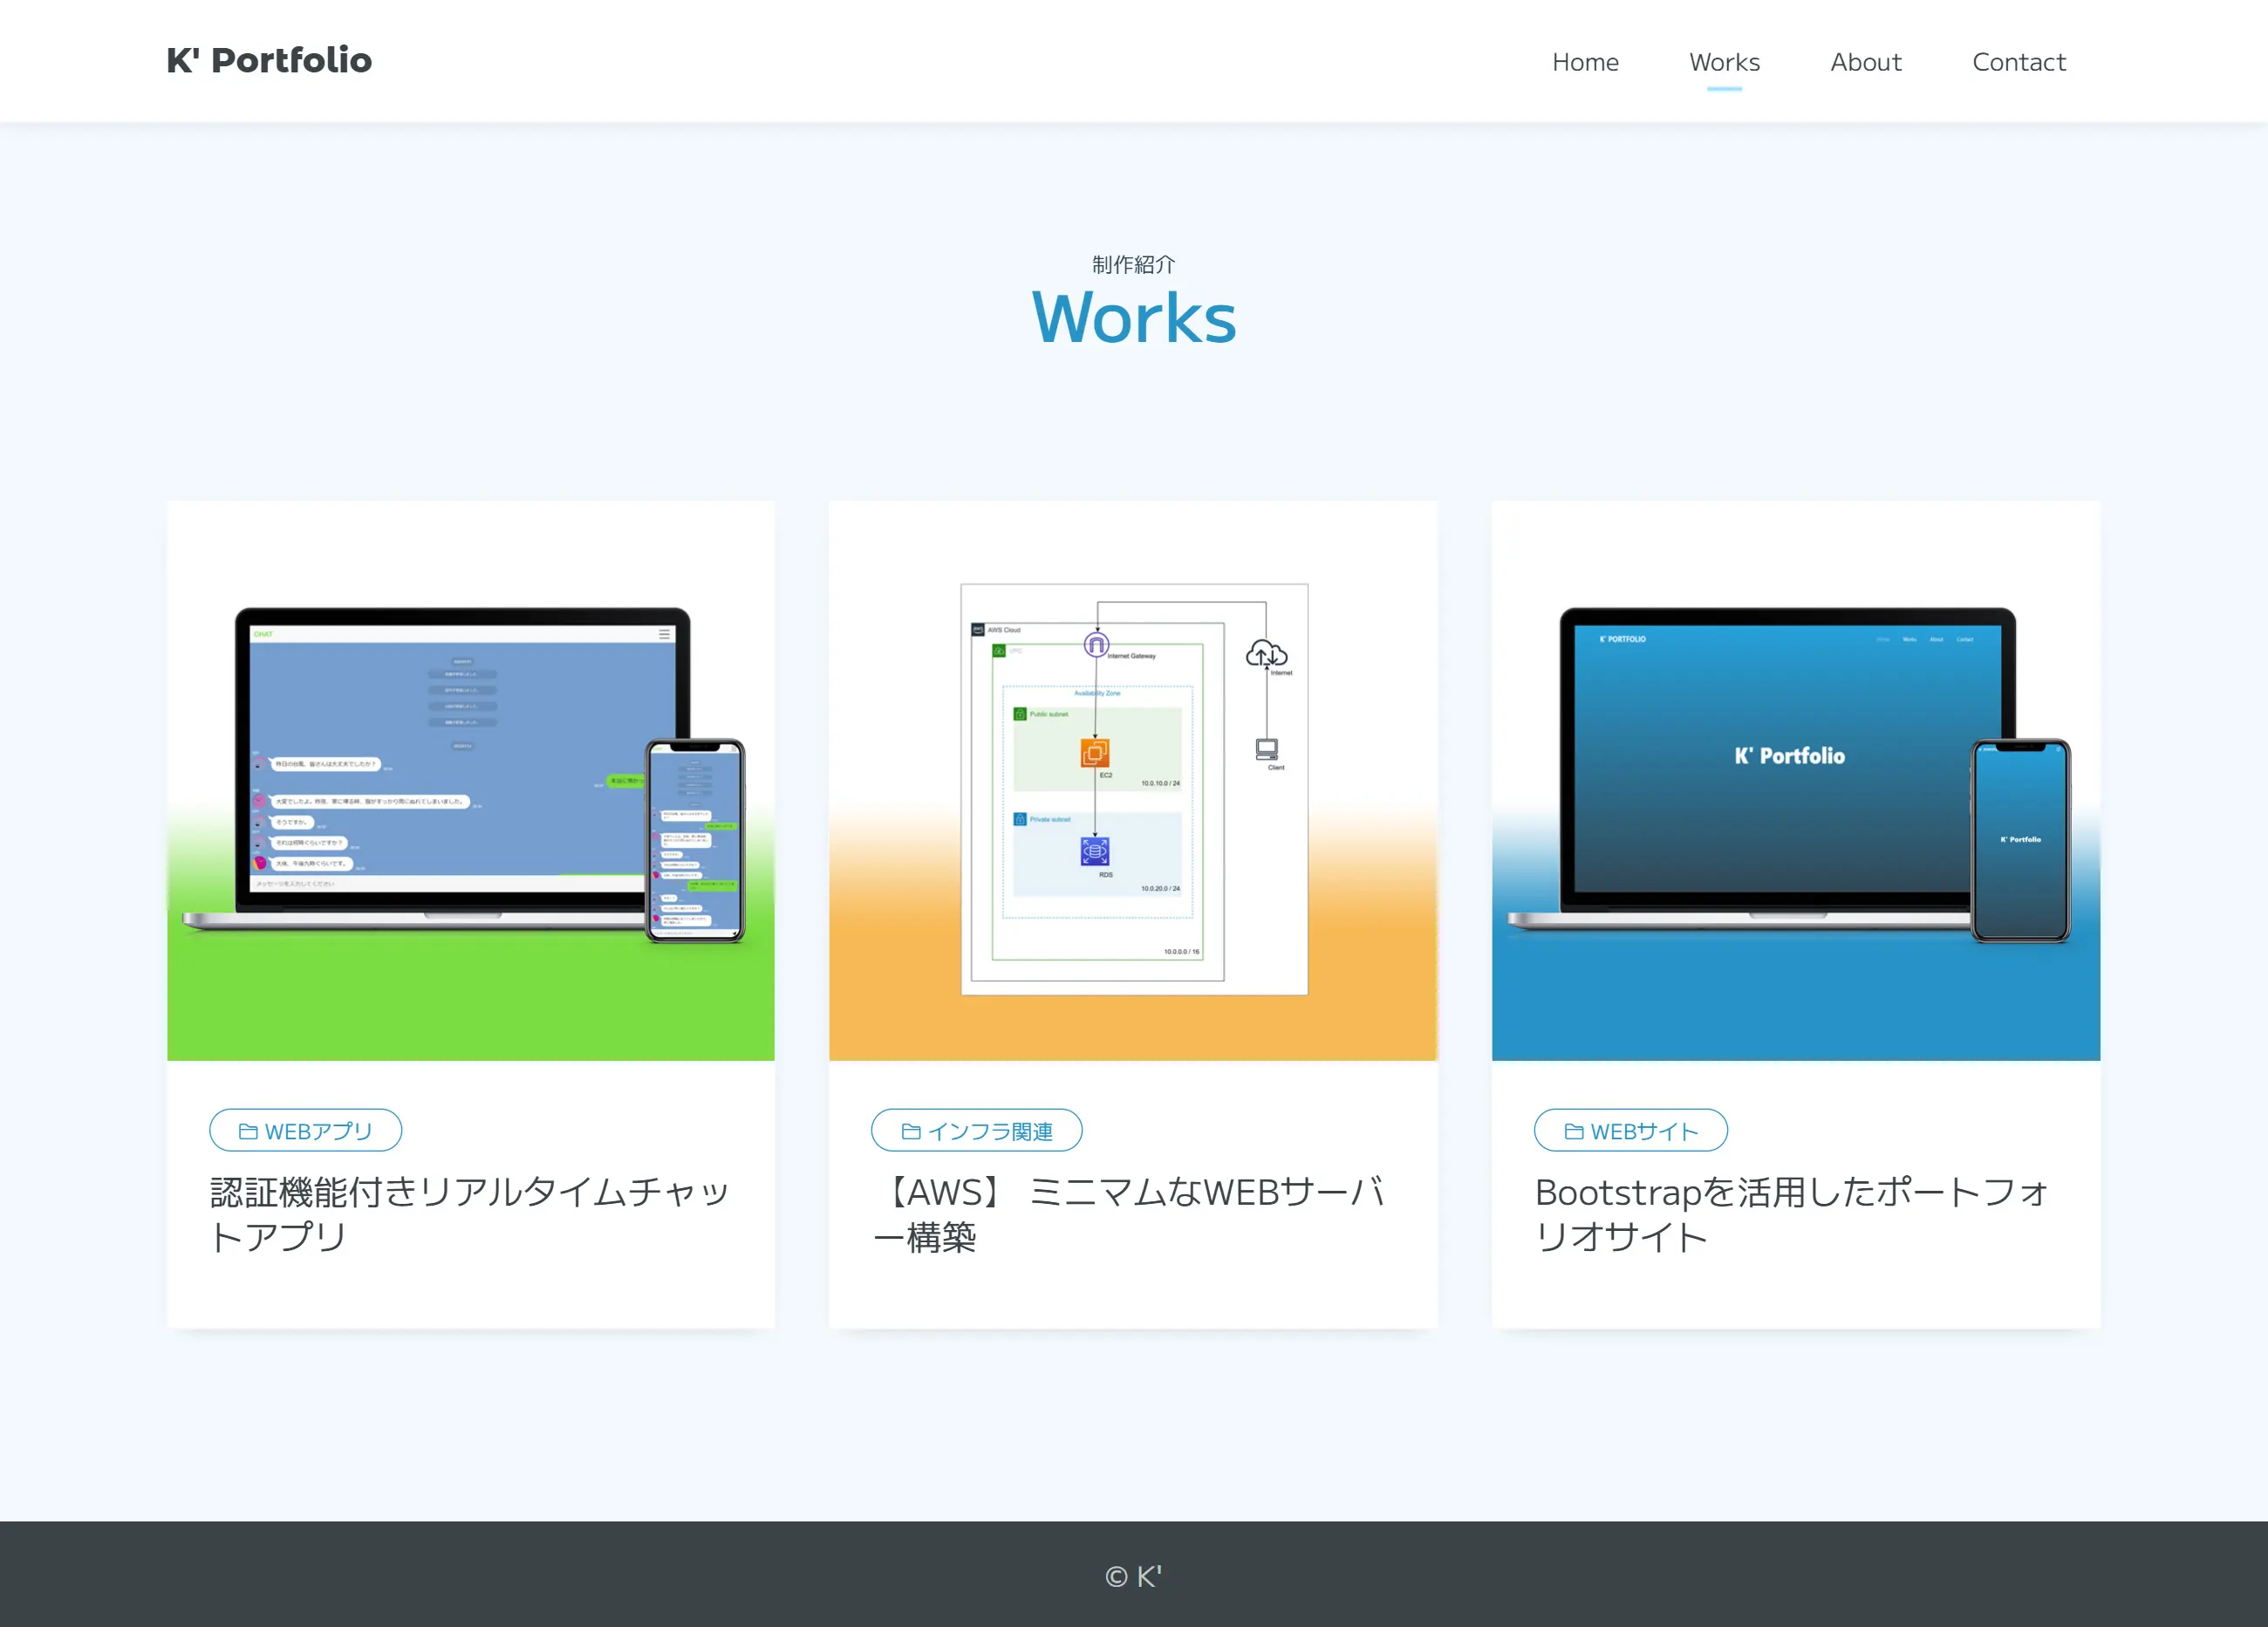 K' Portfolio
Home
Works
About
Contact
制作紹介
Works
CHAT
昨日の台風、皆さんは大丈夫でしたか？
大変でしたよ。昨夜、家に帰る時、服がすっかり雨にぬれてしまいました。
そうですか。
それは何時ぐらいですか？
大体、午後九時ぐらいです。
メッセージを入力してください
AWS Cloud
VPC
Internet Gateway
Internet
Availability Zone
Public subnet
EC2
10.0.10.0 / 24
Client
Private subnet
RDS
10.0.20.0 / 24
10.0.0.0 / 16
K' PORTFOLIO
Home
Works
About
Contact
K' Portfolio
K' Portfolio
WEBアプリ
認証機能付きリアルタイムチャッ
トアプリ
インフラ関連
【AWS】 ミニマムなWEBサーバ
ー構築
WEBサイト
Bootstrapを活用したポートフォ
リオサイト
© K'